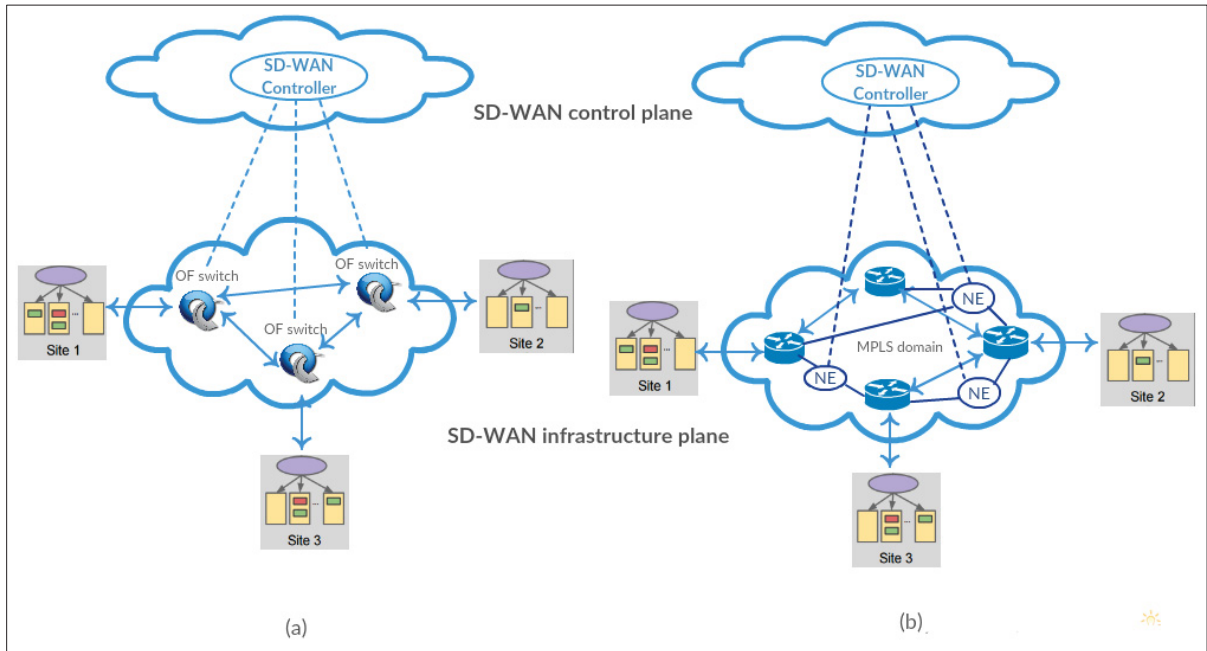 SD-WAN
Controller
SD-WAN
Controller
SD-WAN control plane
OF switch
OF switch
OF switch
Site 1
...
Site 2
...
Site 3
...
NE
MPLS domain
NE
NE
Site 1
...
Site 2
...
Site 3
...
SD-WAN infrastructure plane
(a)
(b)